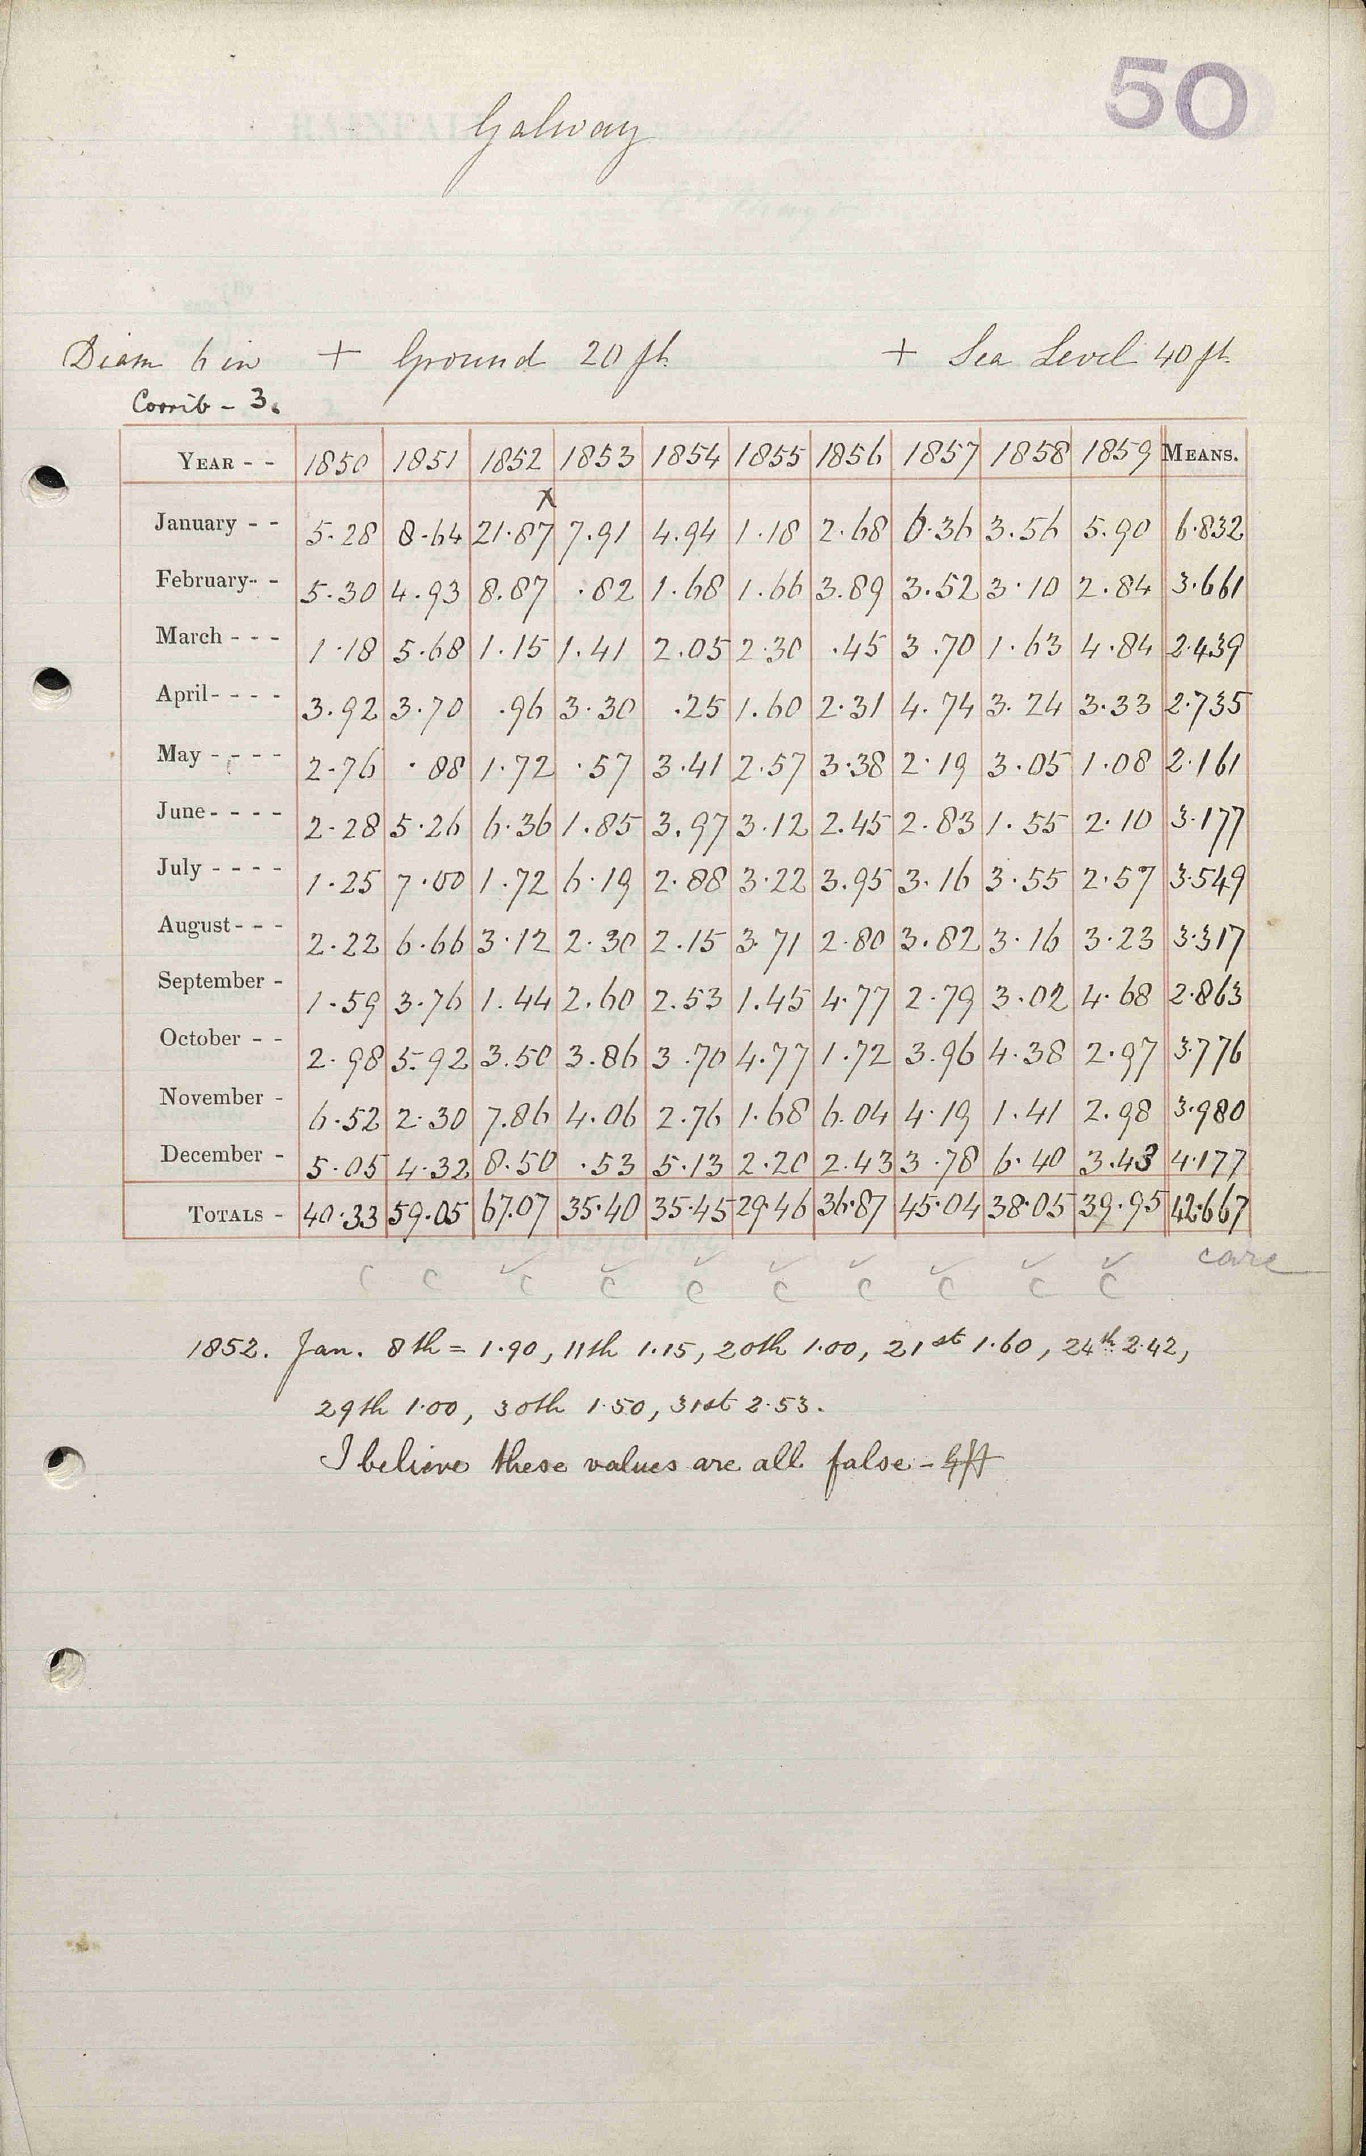 50
Galway
Diam 6 in + Ground 20 ft. + Sea Level 40 ft.
Corrib - 3.
YEAR - - 1850 1851 1852 1853 1854 1855 1856 1857 1858 1859 MEANS.
x
January - - 5.28 8.64 21.87 7.91 4.94 1.18 2.68 6.36 3.56 5.90 6.832
February - - 5.30 4.93 8.87 .82 1.68 1.66 3.89 3.52 3.10 2.84 3.661
March - - - 1.18 5.68 1.15 1.41 2.05 2.30 .45 3.70 1.63 4.84 2.439
April - - - - 3.92 3.70 .96 3.30 .25 1.60 2.31 4.74 3.24 3.33 2.735
May - - - - 2.76 .88 1.72 .57 3.41 2.57 3.38 2.19 3.05 1.08 2.161
June - - - - 2.28 5.26 6.36 1.85 3.97 3.12 2.45 2.83 1.55 2.10 3.177
July - - - - 1.25 7.00 1.72 6.19 2.88 3.22 3.95 3.16 3.55 2.57 3.549
August - - - 2.22 6.66 3.12 2.30 2.15 3.71 2.80 3.82 3.16 3.23 3.317
September - 1.59 3.76 1.44 2.60 2.53 1.45 4.77 2.79 3.02 4.68 2.863
October - - 2.98 5.92 3.50 3.86 3.70 4.77 1.72 3.96 4.38 2.97 3.776
November - 6.52 2.30 7.86 4.06 2.76 1.68 6.04 4.19 1.41 2.98 3.980
December - 5.05 4.32 8.50 .53 5.13 2.20 2.43 3.78 6.40 3.43 4.177
TOTALS - 40.33 59.05 67.07 35.40 35.45 29.46 36.87 45.04 38.05 39.95 42.667
c c ✓c ✓c ✓c ✓c ✓c ✓c ✓c ✓c care
1852. Jan. 8th = 1.90, 11th 1.15, 20th 1.00, 21st 1.60, 24th 2.42,
29th 1.00, 30th 1.50, 31st 2.53.
I believe these values are all false -